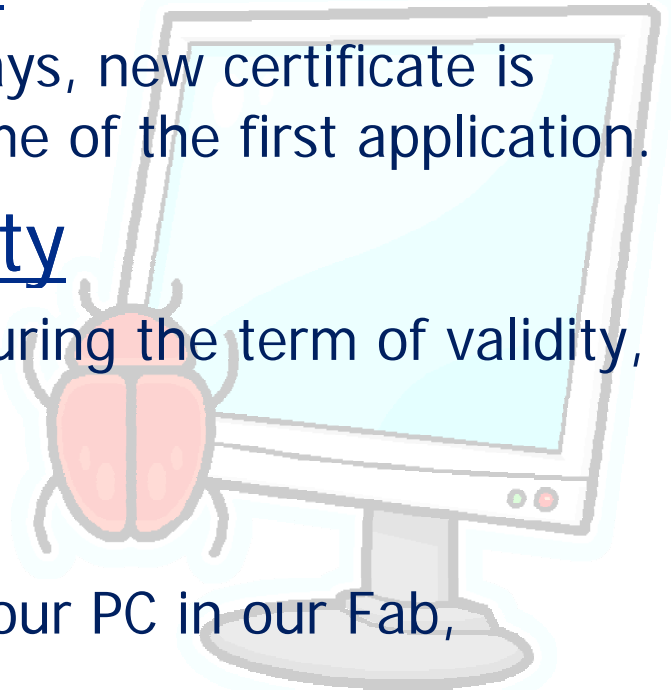 ays, new certificate is
ne of the first application.
ty
uring the term of validity,
our PC in our Fab,